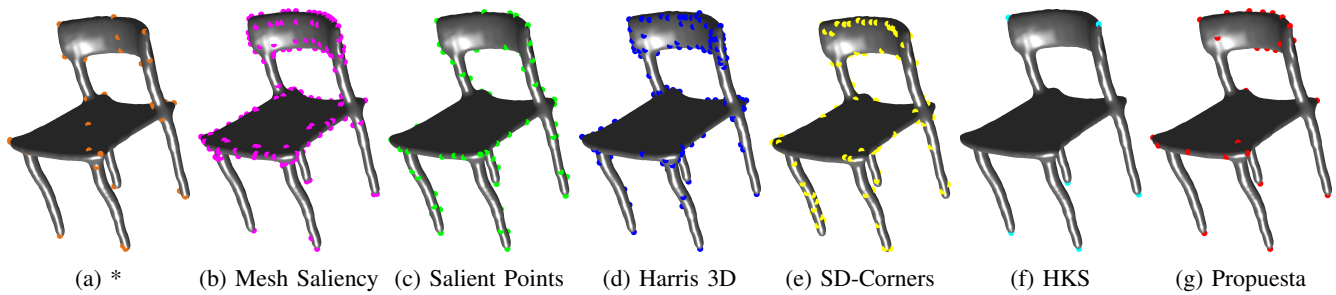 (a) * (b) Mesh Saliency (c) Salient Points (d) Harris 3D (e) SD-Corners (f) HKS (g) Propuesta